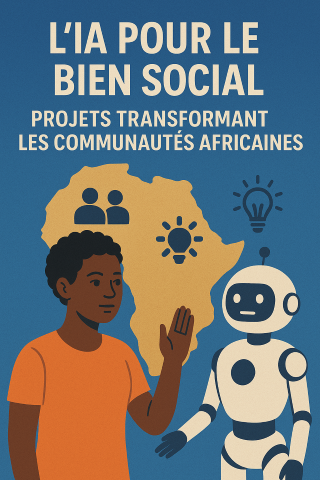 L'IA POUR LE
BIEN SOCIAL
PROJETS TRANSFORMANT
LES COMMUNAUTÉS AFRICAINES